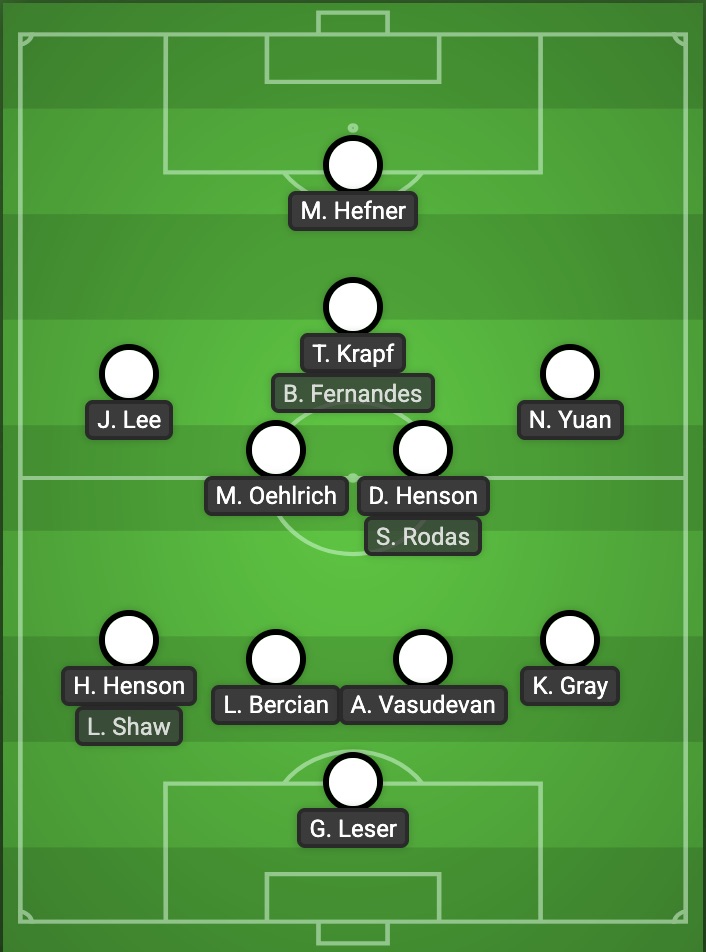 M. Hefner
T. Krapf
B. Fernandes
J. Lee
N. Yuan
M. Oehlrich
D. Henson
S. Rodas
H. Henson
L. Shaw
L. Bercian
A. Vasudevan
K. Gray
G. Leser